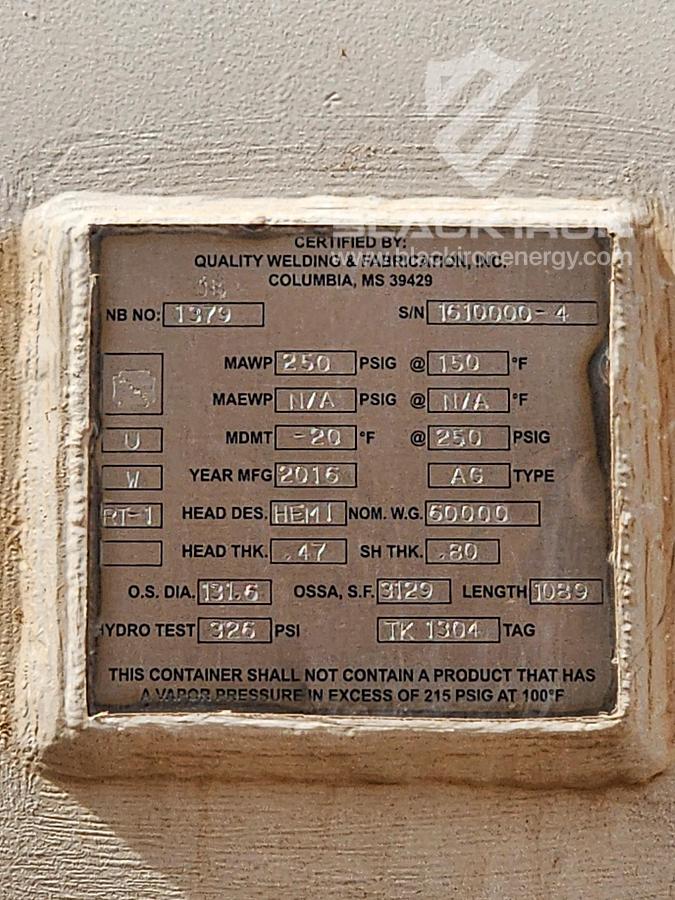 BLACK IRON
www.blackironenergy.com
CERTIFIED BY:
QUALITY WELDING & FABRICATION, INC.
COLUMBIA, MS 39429
38
NB NO: 1379 S/N 1610000-4
MAWP 250 PSIG @ 150 °F
MAEWP N/A PSIG @ N/A °F
U MDMT -20 °F @ 250 PSIG
W YEAR MFG 2016 AG TYPE
RT-1 HEAD DES. HEMI NOM. W.G. 60000
HEAD THK. .47 SH THK. .80
O.S. DIA. 131.6 OSSA, S.F. 3129 LENGTH 1089
HYDRO TEST 326 PSI TK 1304 TAG
THIS CONTAINER SHALL NOT CONTAIN A PRODUCT THAT HAS
A VAPOR PRESSURE IN EXCESS OF 215 PSIG AT 100°F